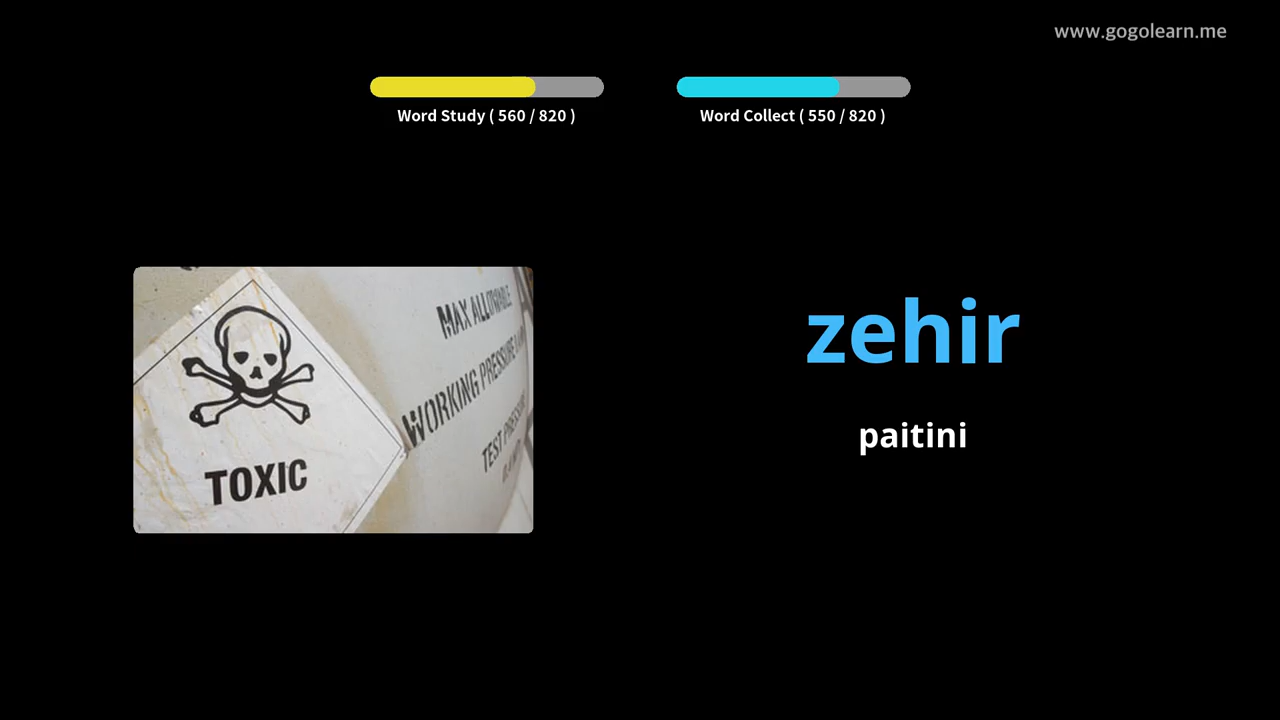 www.gogolearn.me
Word Study ( 560 / 820 )
Word Collect ( 550 / 820 )
zehir
paitini
MAX ALLOWABLE
WORKING PRESSURE
TEST PRESSURE
TOXIC